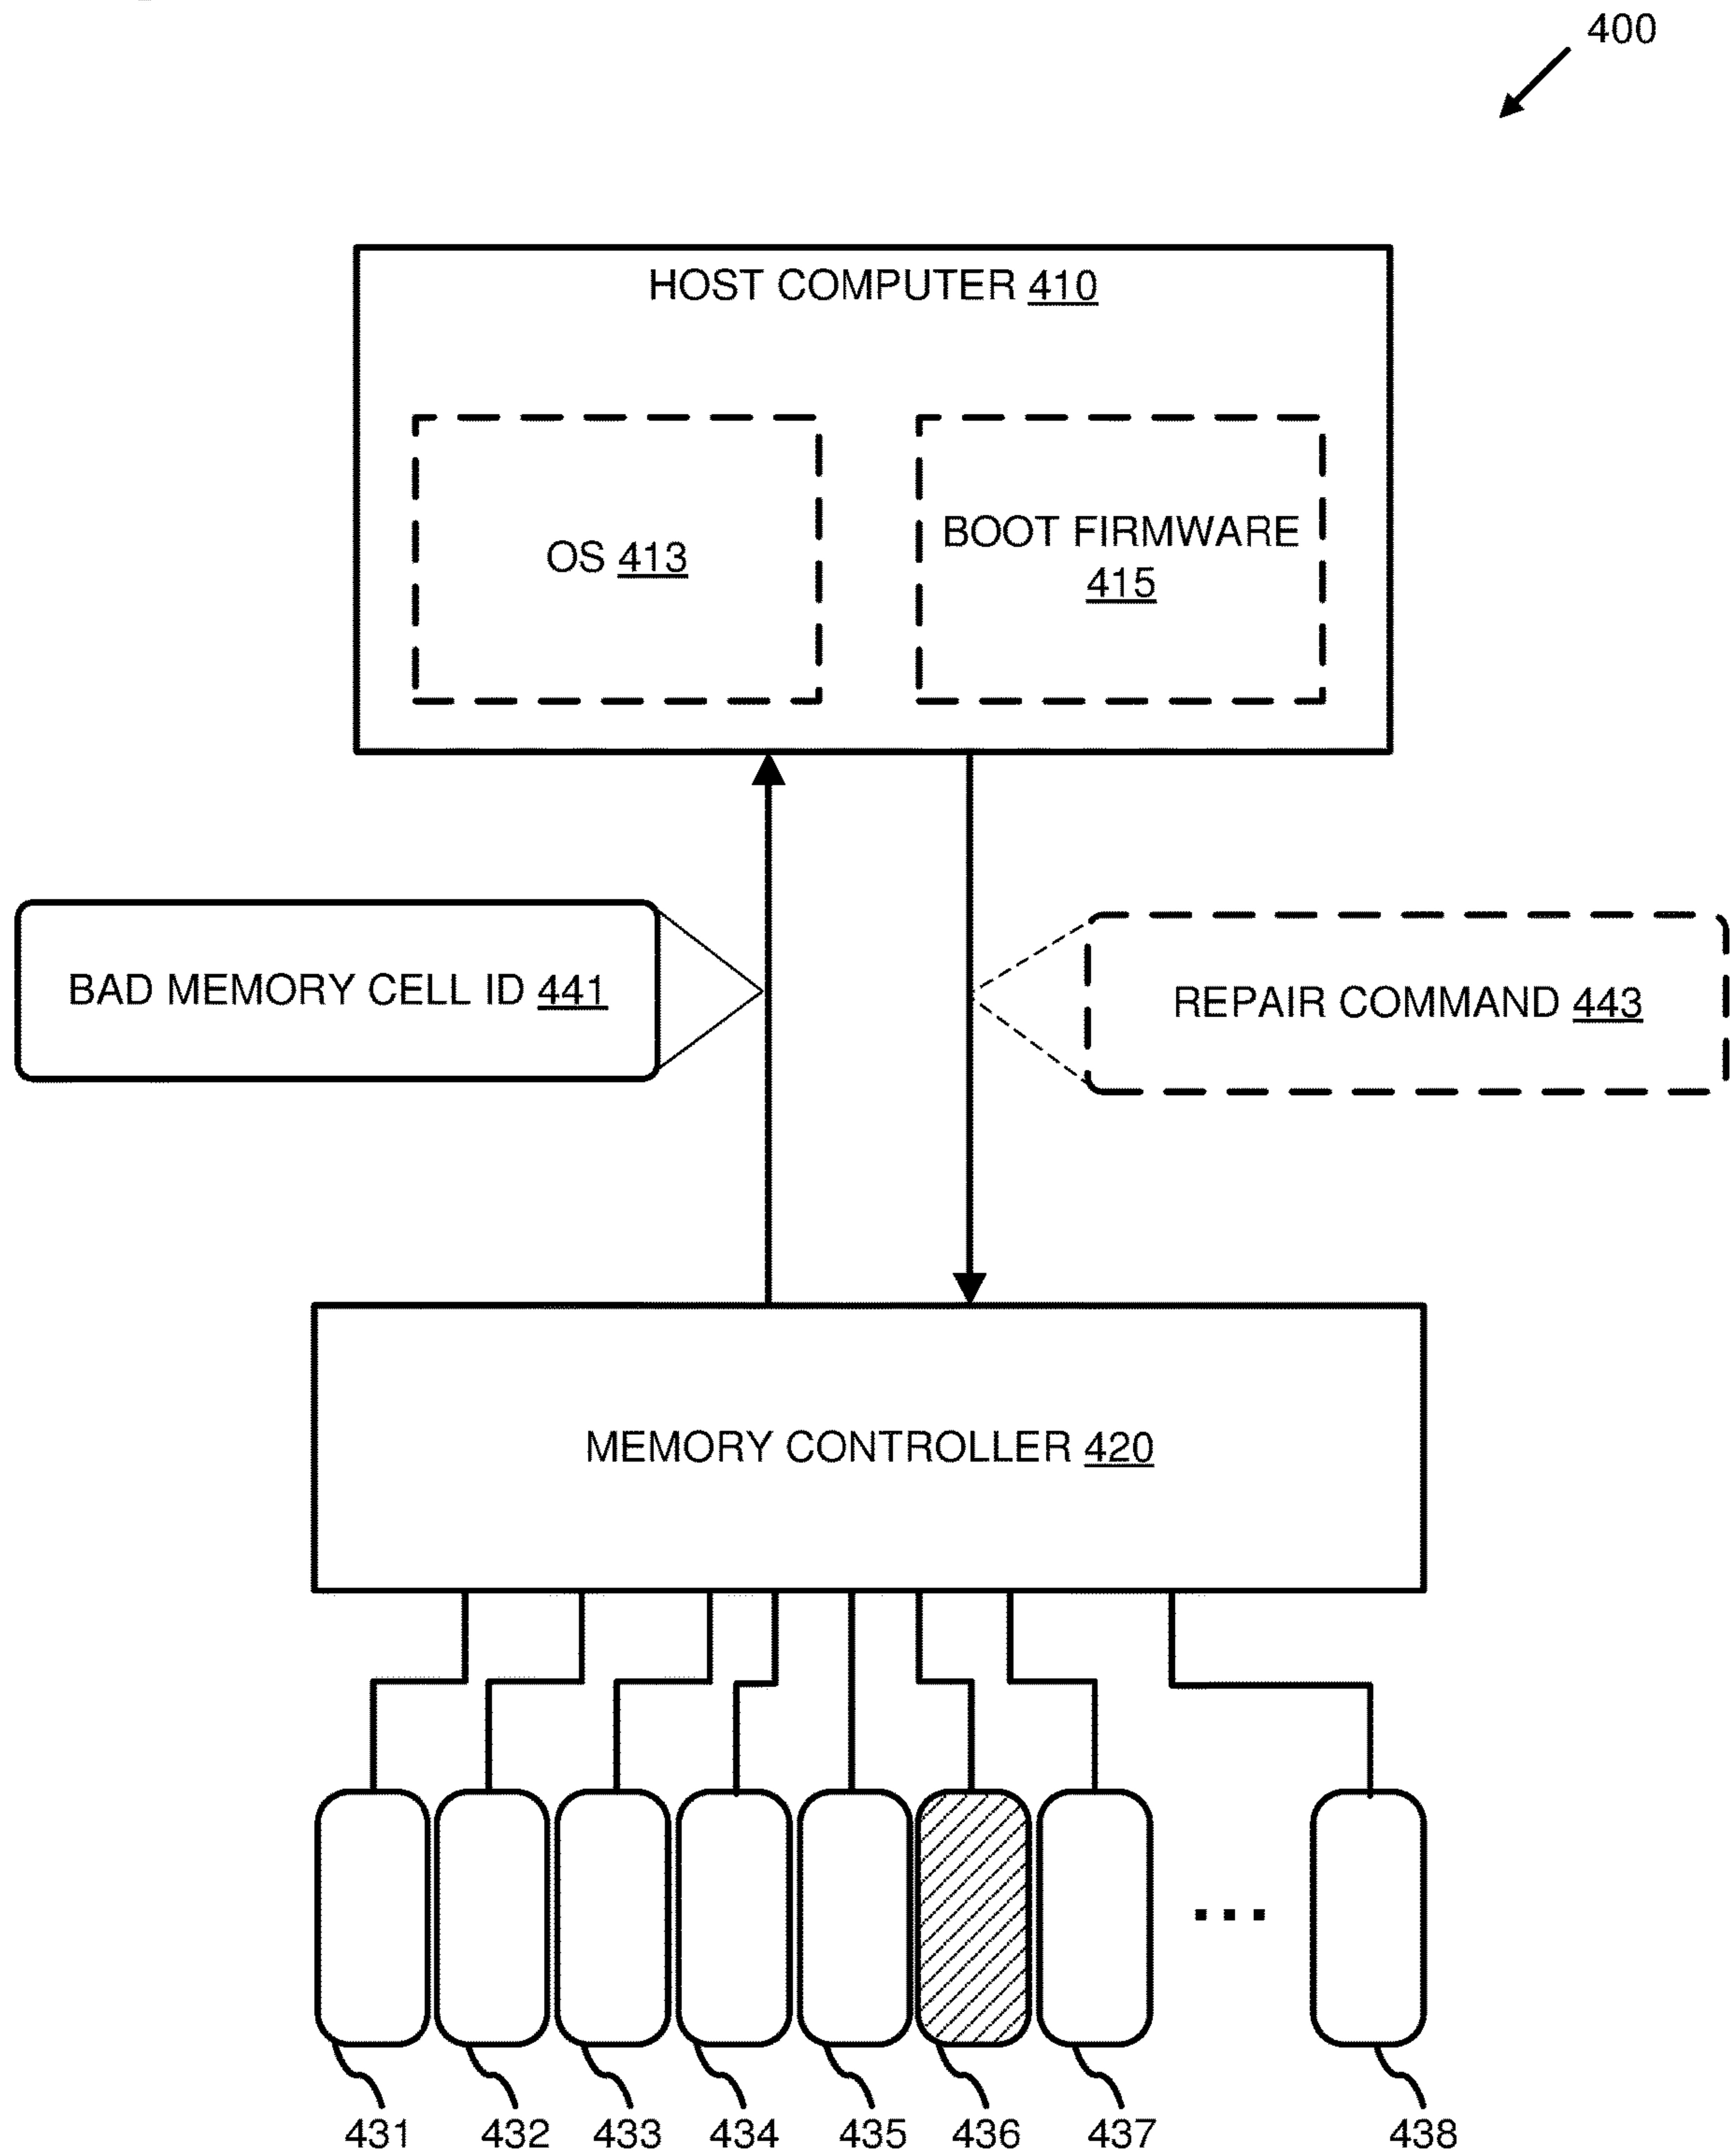 400
HOST COMPUTER 410
OS 413
BOOT FIRMWARE
415
BAD MEMORY CELL ID 441
REPAIR COMMAND 443
MEMORY CONTROLLER 420
...
431 432 433 434 435 436 437 438